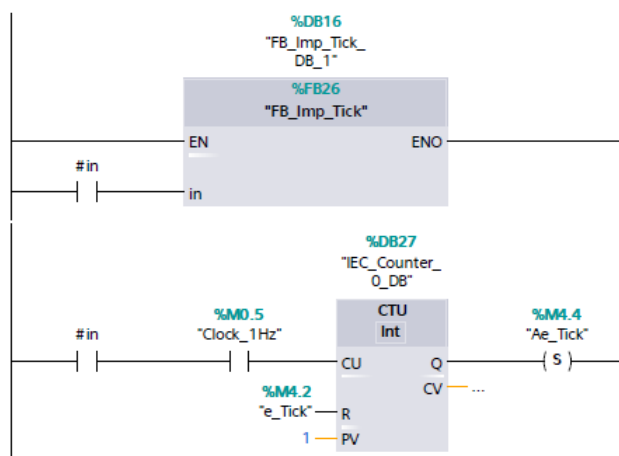 %DB16
"FB_Imp_Tick_
DB_1"
%FB26
"FB_Imp_Tick"
EN ENO
#in
in
%DB27
"IEC_Counter_
0_DB"
%M0.5 CTU %M4.4
#in "Clock_1Hz" Int "Ae_Tick"
CU Q ( S )
%M4.2 CV ...
"e_Tick" R
1 PV